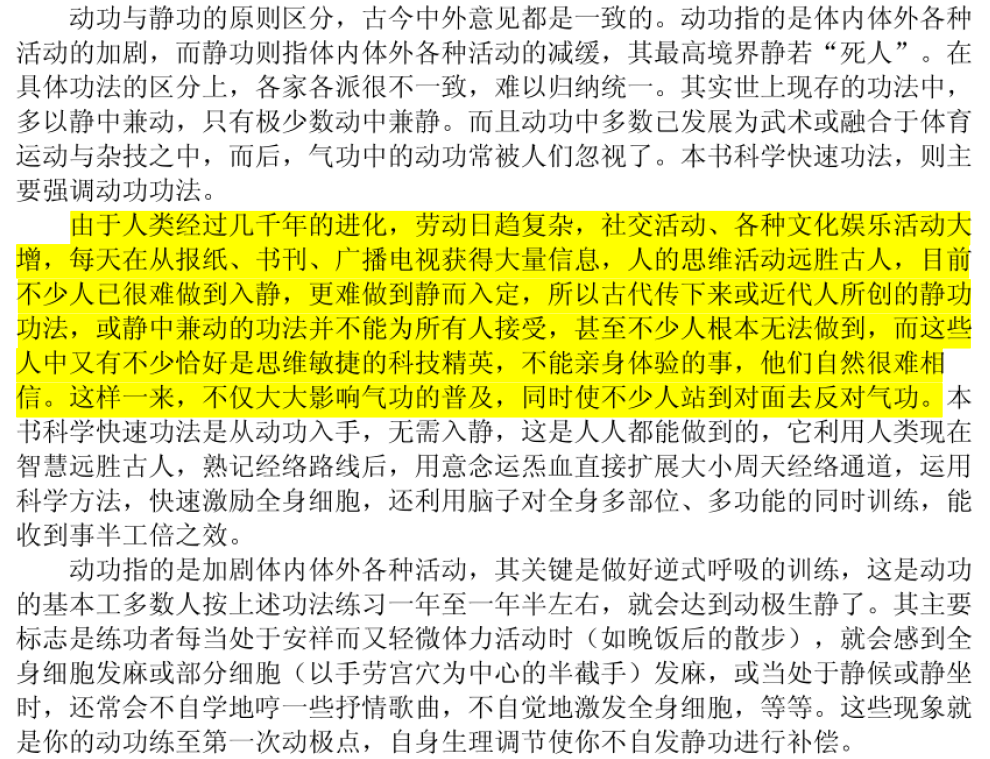 动功与静功的原则区分，古今中外意见都是一致的。动功指的是体内体外各种
活动的加剧，而静功则指体内体外各种活动的减缓，其最高境界静若“死人”。在
具体功法的区分上，各家各派很不一致，难以归纳统一。其实世上现存的功法中，
多以静中兼动，只有极少数动中兼静。而且动功中多数已发展为武术或融合于体育
运动与杂技之中，而后，气功中的动功常被人们忽视了。本书科学快速功法，则主
要强调动功功法。
由于人类经过几千年的进化，劳动日趋复杂，社交活动、各种文化娱乐活动大
增，每天在从报纸、书刊、广播电视获得大量信息，人的思维活动远胜古人，目前
不少人已很难做到入静，更难做到静而入定，所以古代传下来或近代人所创的静功
功法，或静中兼动的功法并不能为所有人接受，甚至不少人根本无法做到，而这些
人中又有不少恰好是思维敏捷的科技精英，不能亲身体验的事，他们自然很难相
信。这样一来，不仅大大影响气功的普及，同时使不少人站到对面去反对气功。本
书科学快速功法是从动功入手，无需入静，这是人人都能做到的，它利用人类现在
智慧远胜古人，熟记经络路线后，用意念运炁血直接扩展大小周天经络通道，运用
科学方法，快速激励全身细胞，还利用脑子对全身多部位、多功能的同时训练，能
收到事半工倍之效。
动功指的是加剧体内体外各种活动，其关键是做好逆式呼吸的训练，这是动功
的基本工多数人按上述功法练习一年至一年半左右，就会达到动极生静了。其主要
标志是练功者每当处于安祥而又轻微体力活动时（如晚饭后的散步），就会感到全
身细胞发麻或部分细胞（以手劳宫穴为中心的半截手）发麻，或当处于静候或静坐
时，还常会不自学地哼一些抒情歌曲，不自觉地激发全身细胞，等等。这些现象就
是你的动功练至第一次动极点，自身生理调节使你不自发静功进行补偿。